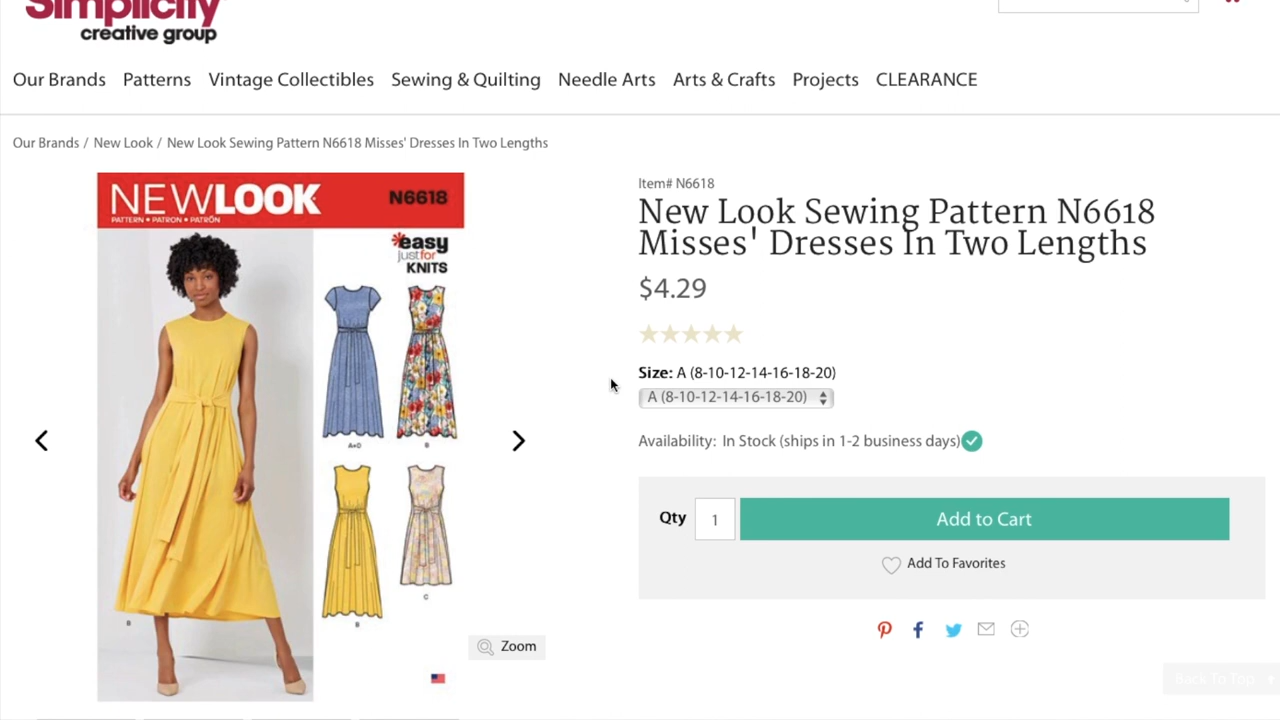 Simplicity
creative group
Our Brands Patterns Vintage Collectibles Sewing & Quilting Needle Arts Arts & Crafts Projects CLEARANCE
Our Brands / New Look / New Look Sewing Pattern N6618 Misses' Dresses In Two Lengths
NEWLOOK N6618
PATTERN • PATRON • PATRÓN
easy
just for
KNITS
A+D
B
B
B
C
Zoom
Item# N6618
New Look Sewing Pattern N6618
Misses' Dresses In Two Lengths
$4.29
Size: A (8-10-12-14-16-18-20)
A (8-10-12-14-16-18-20)
Availability: In Stock (ships in 1-2 business days)
Qty 1 Add to Cart
Add To Favorites
Back To Top